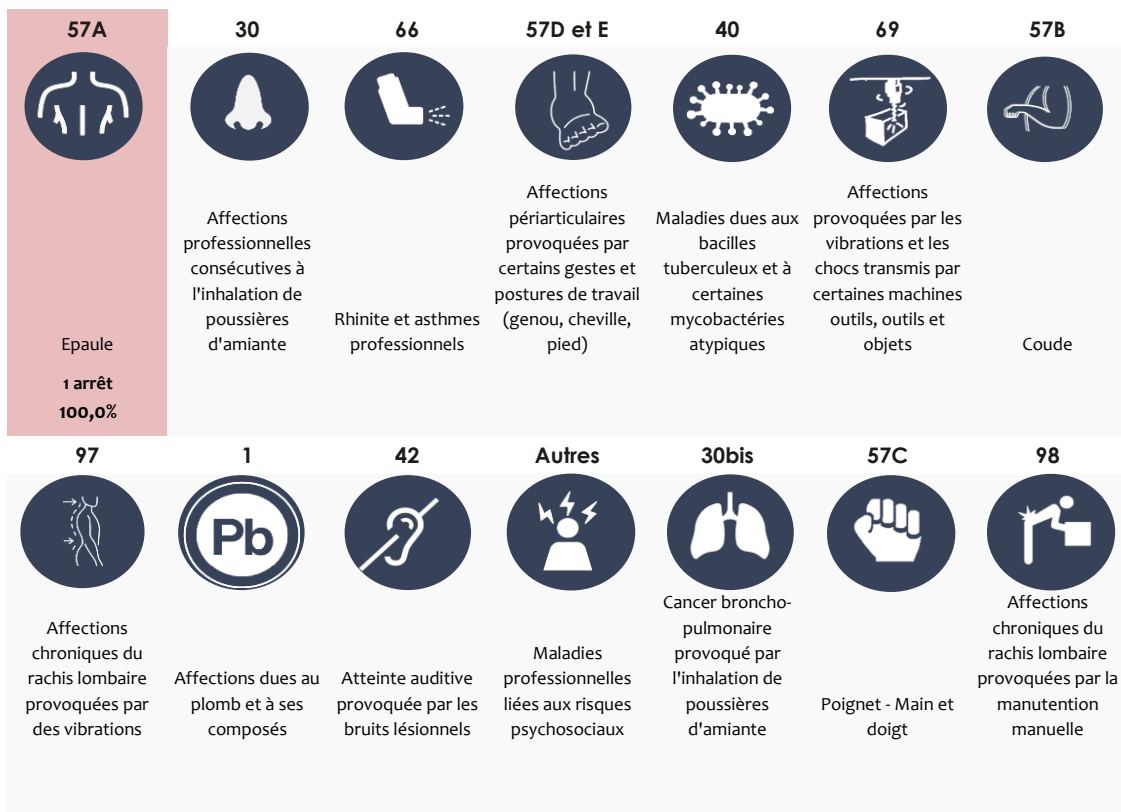 57A
30
66
57D et E
40
69
57B
Epaule
1 arrêt
100,0%
Affections
professionnelles
consécutives à
l'inhalation de
poussières
d'amiante
Rhinite et asthmes
professionnels
Affections
périarticulaires
provoquées par
certains gestes et
postures de travail
(genou, cheville,
pied)
Maladies dues aux
bacilles
tuberculeux et à
certaines
mycobactéries
atypiques
Affections
provoquées par les
vibrations et les
chocs transmis par
certaines machines
outils, outils et
objets
Coude
97
1
42
Autres
30bis
57C
98
Pb
Affections
chroniques du
rachis lombaire
provoquées par
des vibrations
Affections dues au
plomb et à ses
composés
Atteinte auditive
provoquée par les
bruits lésionnels
Maladies
professionnelles
liées aux risques
psychosociaux
Cancer broncho-
pulmonaire
provoqué par
l'inhalation de
poussières
d'amiante
Poignet - Main et
doigt
Affections
chroniques du
rachis lombaire
provoquées par la
manutention
manuelle